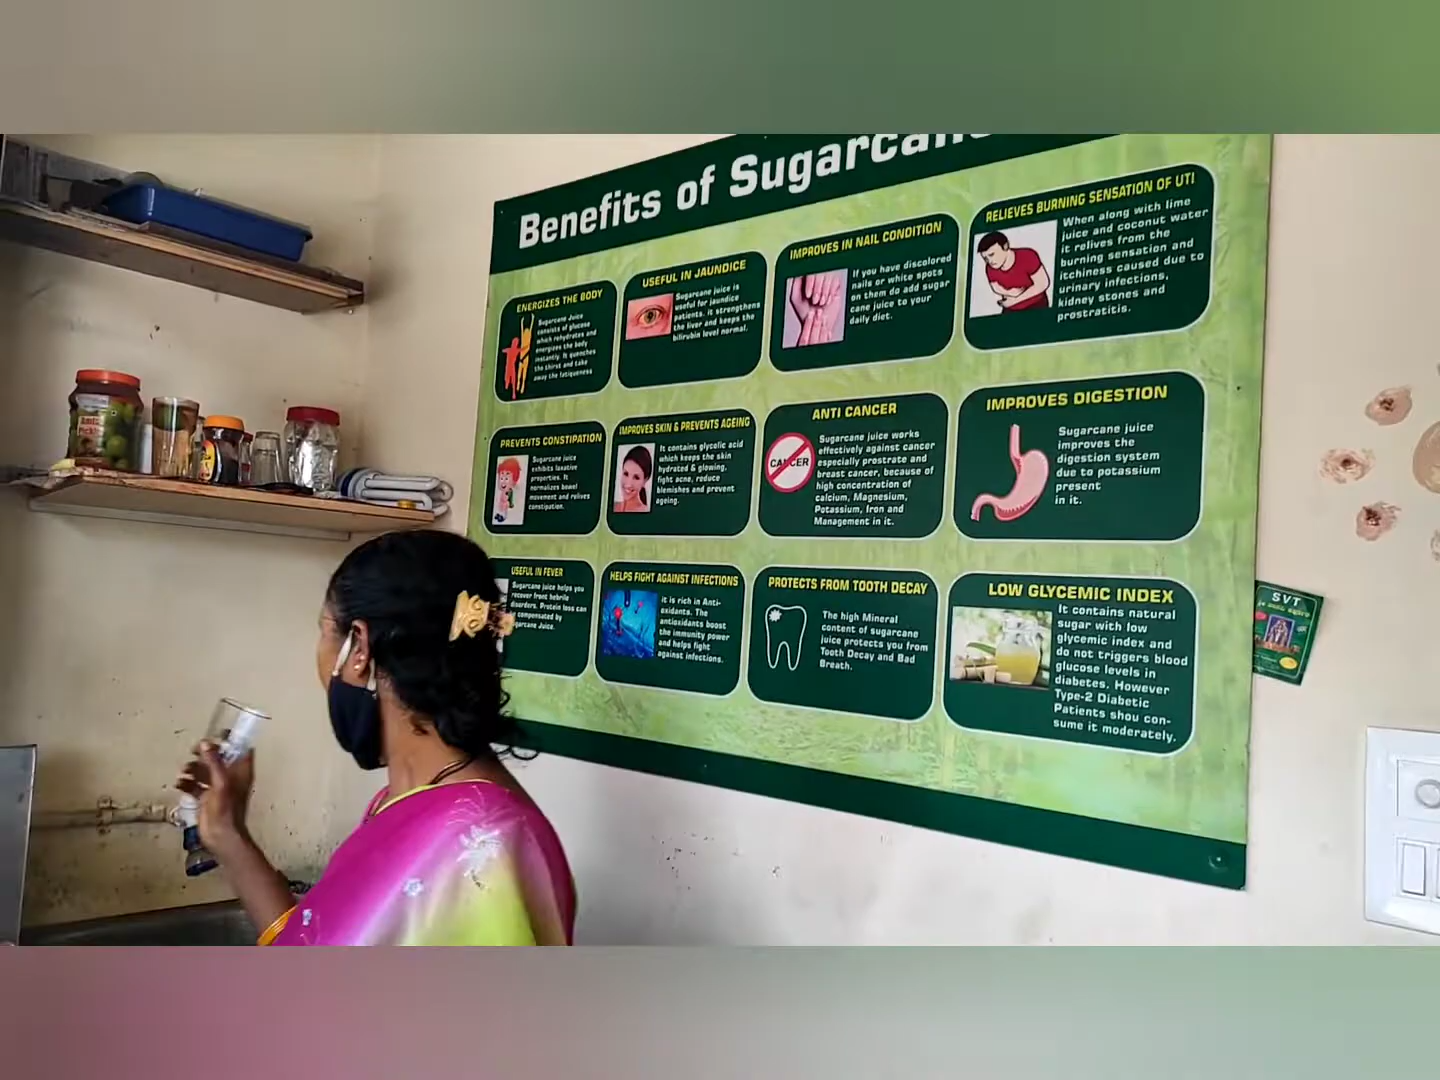 Benefits of Sugarcane
ENERGIZES THE BODY
Sugarcane Juice
consists of glucose
which rehydrates and
energizes the body
instantly. It quenches
the thirst and take
away the fatiqueness
USEFUL IN JAUNDICE
Sugarcane juice is
useful for jaundice
patients. it strengthens
the liver and keeps the
bilirubin level normal.
IMPROVES IN NAIL CONDITION
If you have discolored
nails or white spots
on them do add sugar
cane juice to your
daily diet.
RELIEVES BURNING SENSATION OF UTI
When along with lime
juice and coconut water
it relives from the
burning sensation and
itchiness caused due to
urinary infections,
kidney stones and
prostratitis.
PREVENTS CONSTIPATION
Sugarcane juice
exhibits laxative
properties. It
normalizes bowel
movement and relives
constipation.
IMPROVES SKIN & PREVENTS AGEING
It contains glycolic acid
which keeps the skin
hydrated & glowing,
fight acne, reduce
blemishes and prevent
ageing.
ANTI CANCER
CANCER
Sugarcane juice works
effectively against cancer
especially prostrate and
breast cancer, because of
high concentration of
calcium, Magnesium,
Potassium, Iron and
Management in it.
IMPROVES DIGESTION
Sugarcane juice
improves the
digestion system
due to potassium
present
in it.
USEFUL IN FEVER
Sugarcane juice helps you
recover from febrile
disorders. Protein loss can
compensated by
Sugarcane Juice.
HELPS FIGHT AGAINST INFECTIONS
it is rich in Anti-
oxidants. The
antioxidants boost
the immunity power
and helps fight
against infections.
PROTECTS FROM TOOTH DECAY
The high Mineral
content of sugarcane
juice protects you from
Tooth Decay and Bad
Breath.
LOW GLYCEMIC INDEX
It contains natural
sugar with low
glycemic index and
do not triggers blood
glucose levels in
diabetes. However
Type-2 Diabetic
Patients shou con-
sume it moderately.
SVT
Pickle